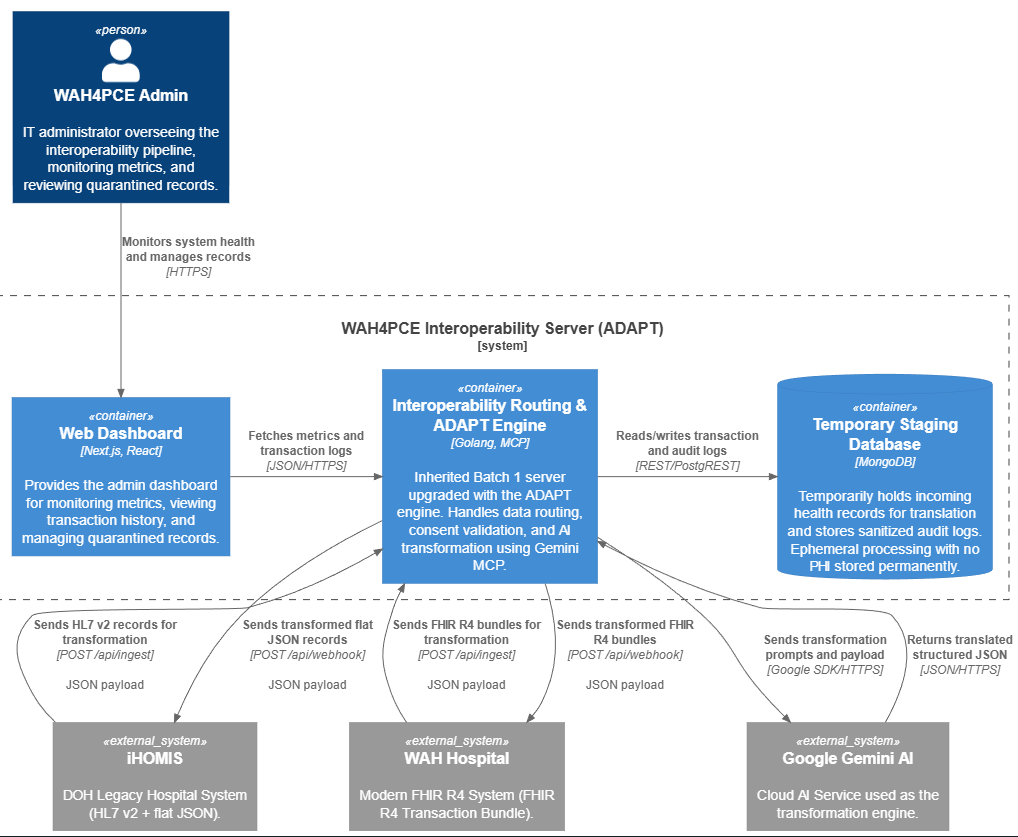 «person»
WAH4PCE Admin
IT administrator overseeing the
interoperability pipeline,
monitoring metrics, and
reviewing quarantined records.
Monitors system health
and manages records
[HTTPS]
WAH4PCE Interoperability Server (ADAPT)
[system]
«container»
Web Dashboard
[Next.js, React]
Provides the admin dashboard
for monitoring metrics, viewing
transaction history, and
managing quarantined records.
Fetches metrics and
transaction logs
[JSON/HTTPS]
«container»
Interoperability Routing &
ADAPT Engine
[Golang, MCP]
Inherited Batch 1 server
upgraded with the ADAPT
engine. Handles data routing,
consent validation, and AI
transformation using Gemini
MCP.
Reads/writes transaction
and audit logs
[REST/PostgREST]
«container»
Temporary Staging
Database
[MongoDB]
Temporarily holds incoming
health records for translation
and stores sanitized audit logs.
Ephemeral processing with no
PHI stored permanently.
Sends HL7 v2 records for
transformation
[POST /api/ingest]
JSON payload
Sends transformed flat
JSON records
[POST /api/webhook]
JSON payload
Sends FHIR R4 bundles for
transformation
[POST /api/ingest]
JSON payload
Sends transformed FHIR
R4 bundles
[POST /api/webhook]
JSON payload
Sends transformation
prompts and payload
[Google SDK/HTTPS]
Returns translated
structured JSON
[JSON/HTTPS]
«external_system»
iHOMIS
DOH Legacy Hospital System
(HL7 v2 + flat JSON).
«external_system»
WAH Hospital
Modern FHIR R4 System (FHIR
R4 Transaction Bundle).
«external_system»
Google Gemini AI
Cloud AI Service used as the
transformation engine.